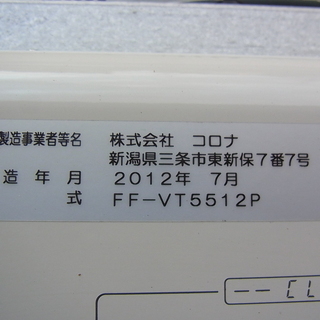 製造事業者等名 株式会社 コロナ
新潟県三条市東新保7番7号
造年月 2012年 7月
式 FF-VT5512P